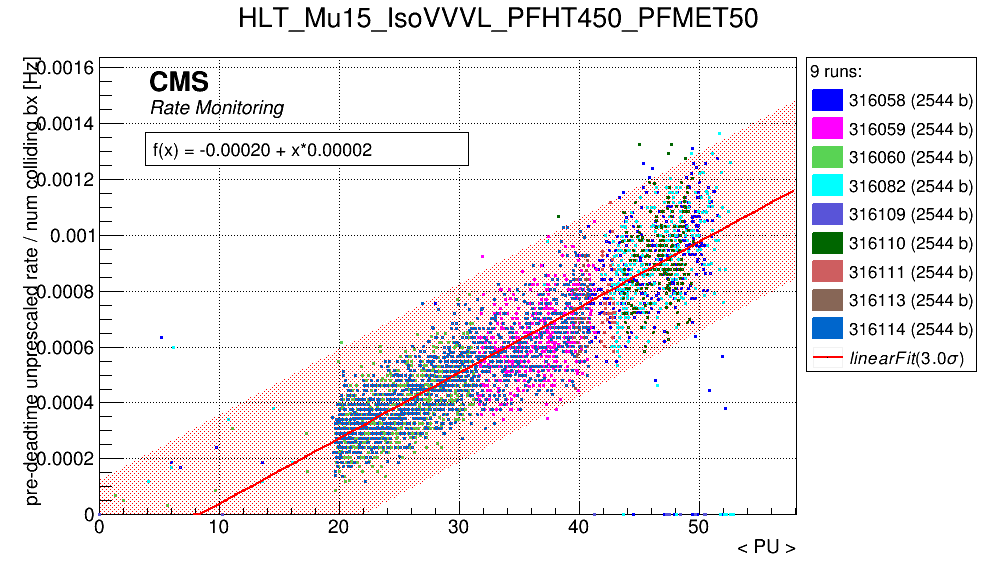 HLT_Mu15_IsoVVVL_PFHT450_PFMET50
pre-deadtime unprescaled rate / num colliding bx [Hz]
0.0016
0.0014
0.0012
0.001
0.0008
0.0006
0.0004
0.0002
0
CMS
Rate Monitoring
f(x) = -0.00020 + x*0.00002
0 10 20 30 40 50
< PU >
9 runs:
316058 (2544 b)
316059 (2544 b)
316060 (2544 b)
316082 (2544 b)
316109 (2544 b)
316110 (2544 b)
316111 (2544 b)
316113 (2544 b)
316114 (2544 b)
linearFit(3.0σ)